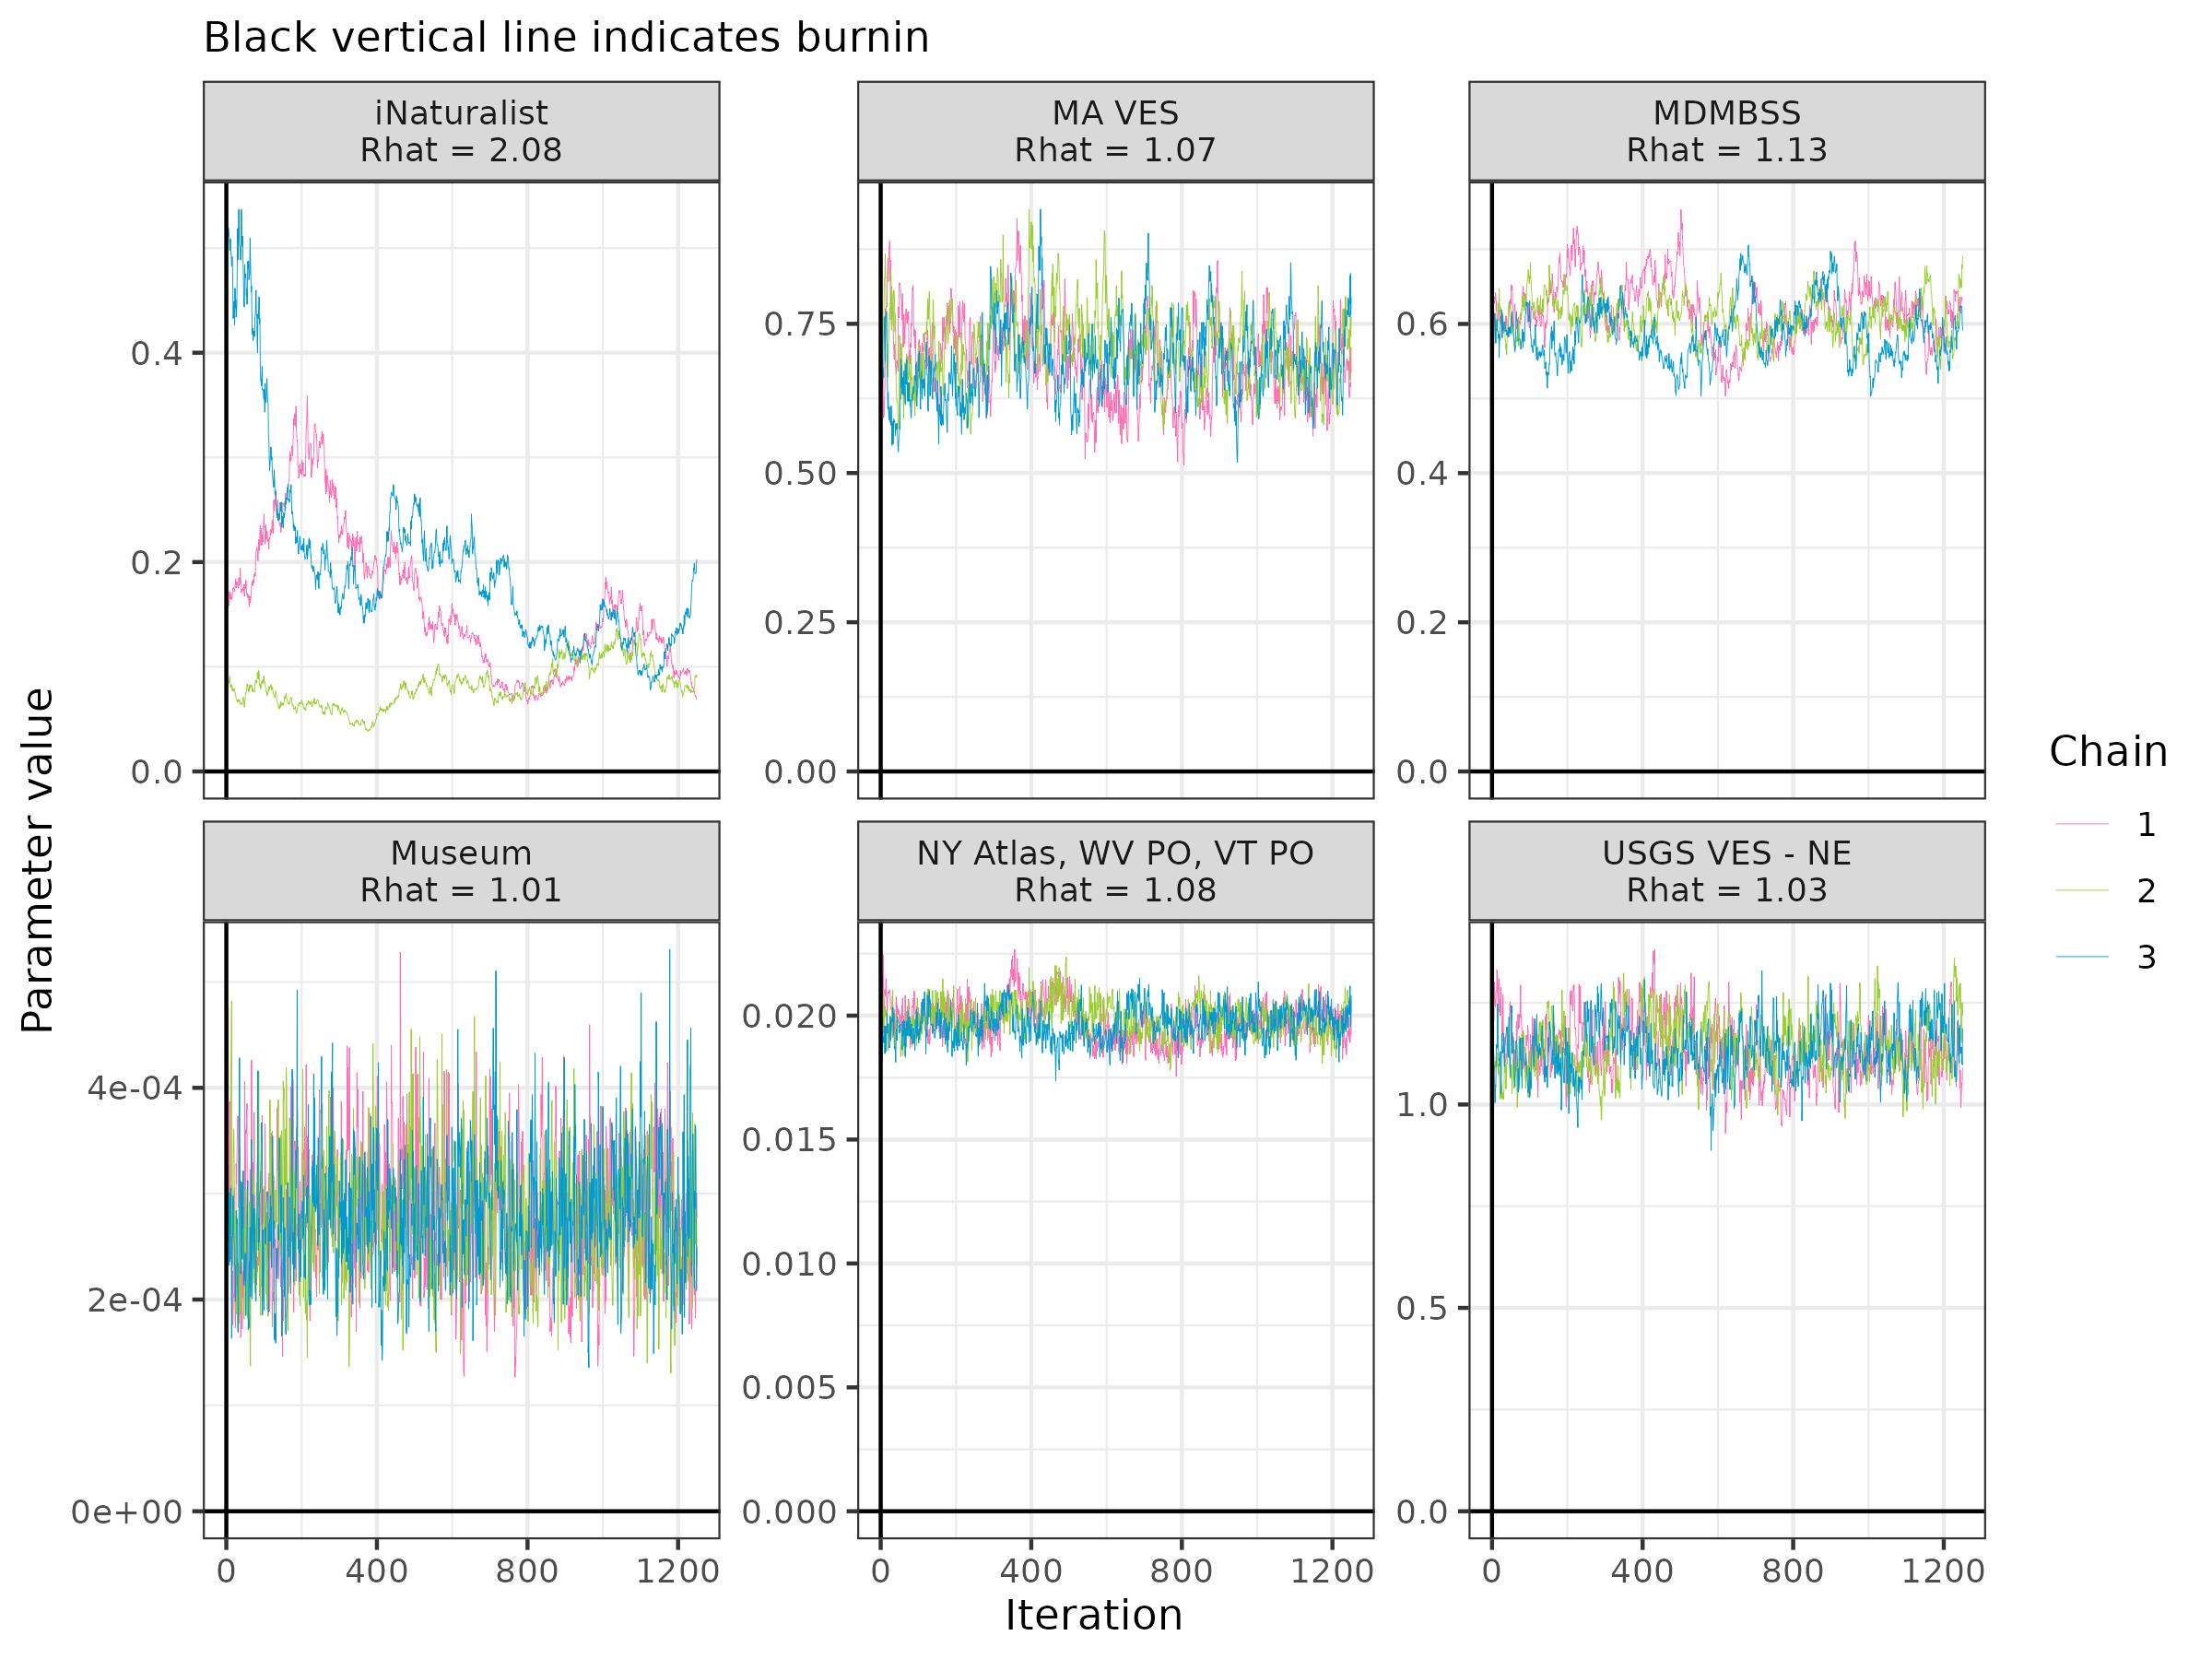 Black vertical line indicates burnin
iNaturalist
Rhat = 2.08
MA VES
Rhat = 1.07
MDMBSS
Rhat = 1.13
0.4
0.2
0.0
0.75
0.50
0.25
0.00
0.6
0.4
0.2
0.0
Museum
Rhat = 1.01
NY Atlas, WV PO, VT PO
Rhat = 1.08
USGS VES - NE
Rhat = 1.03
4e-04
2e-04
0e+00
0.020
0.015
0.010
0.005
0.000
1.0
0.5
0.0
0 400 800 1200
0 400 800 1200
0 400 800 1200
Iteration
Parameter value
Chain
1
2
3